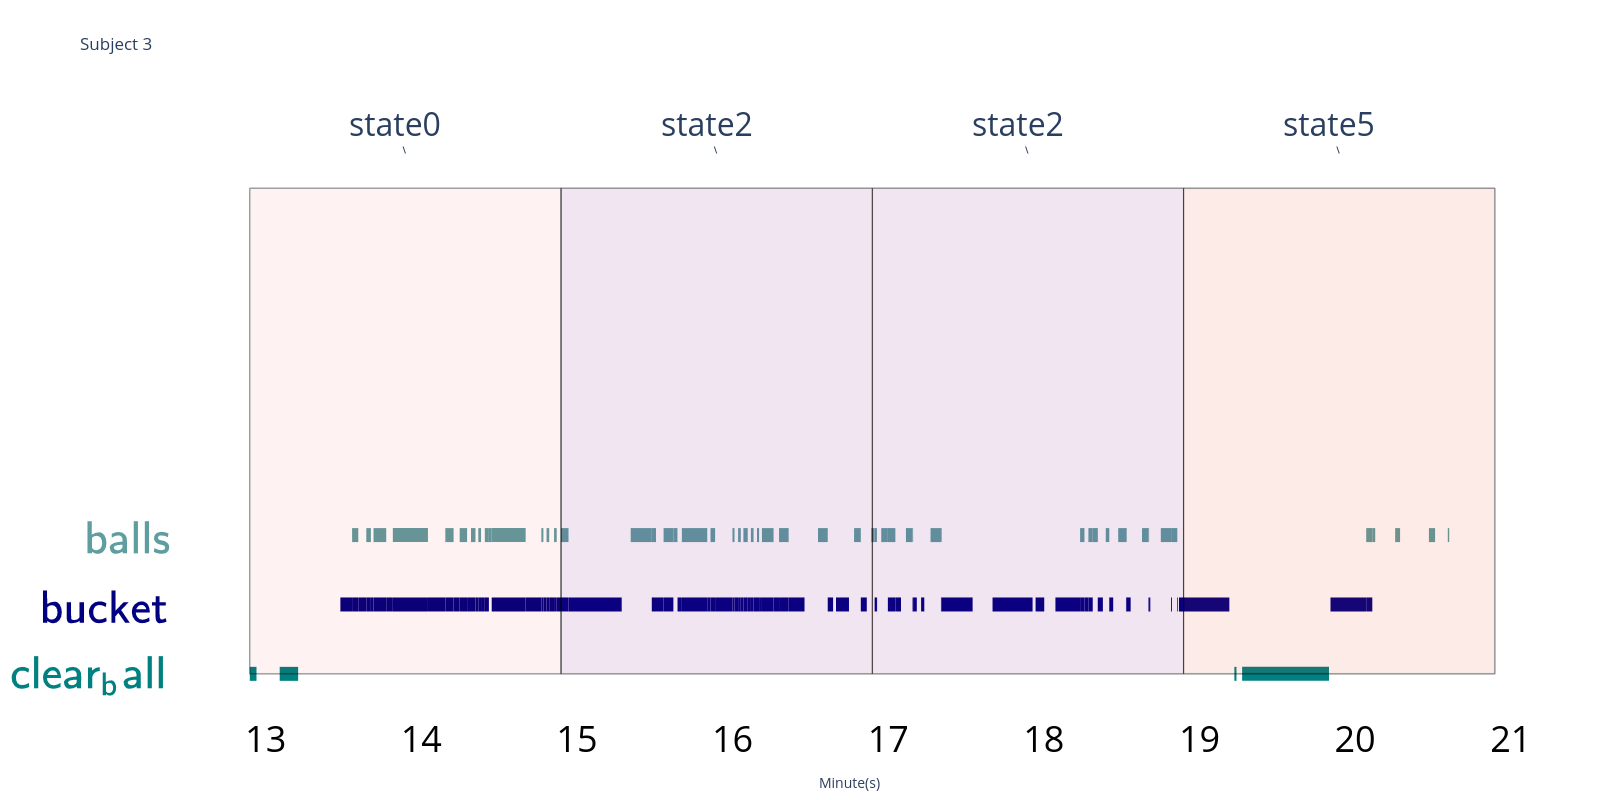 Subject 3
state0 state2 state2 state5
balls
bucket
clear_b all
13 14 15 16 17 18 19 20 21
Minute(s)